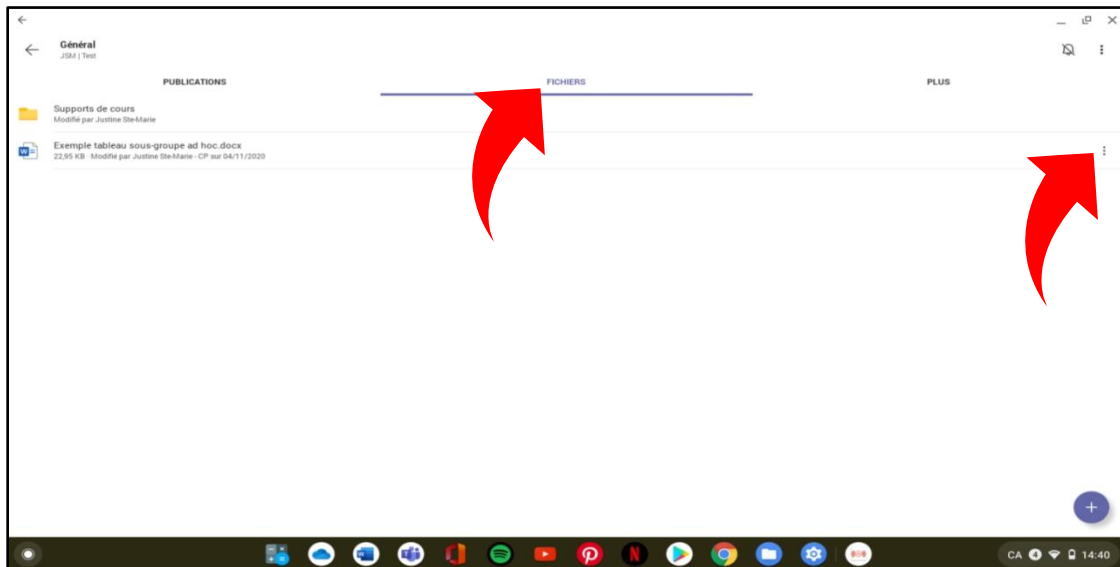 Général
JSM | Test
PUBLICATIONS FICHIERS PLUS
Supports de cours
Modifié par Justine Ste-Marie
Exemple tableau sous-groupe ad hoc.docx
22,95 KB · Modifié par Justine Ste-Marie - CP sur 04/11/2020
CA 4 14:40